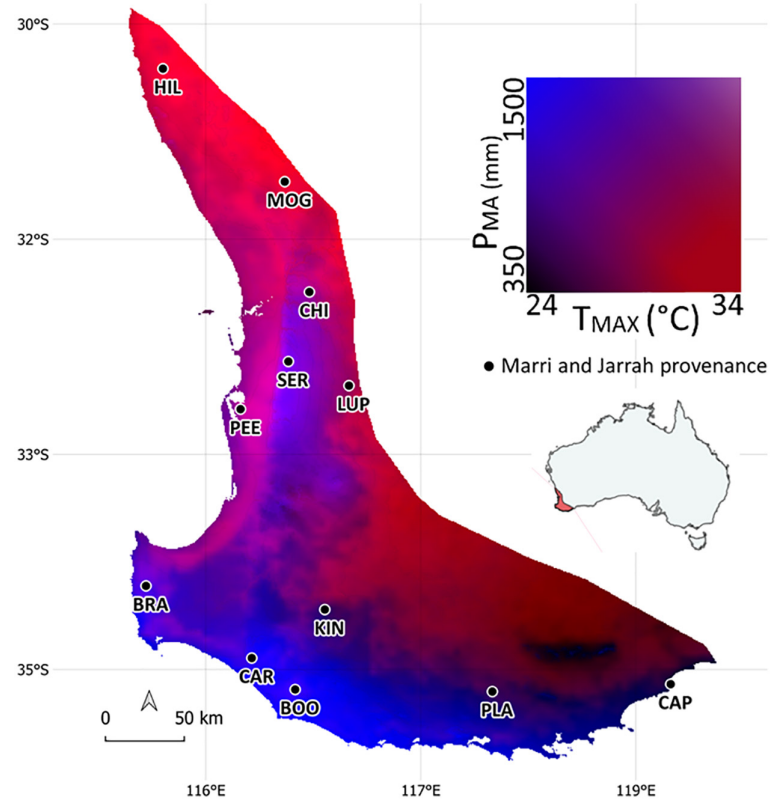 30°S
HIL
MOG
32°S
CHI
SER
LUP
PEE
33°S
BRA
KIN
35°S
CAR
BOO
PLA
CAP
0 50 km
116°E 117°E 119°E
1500
PMA (mm)
350
24 34
TMAX (°C)
Marri and Jarrah provenance